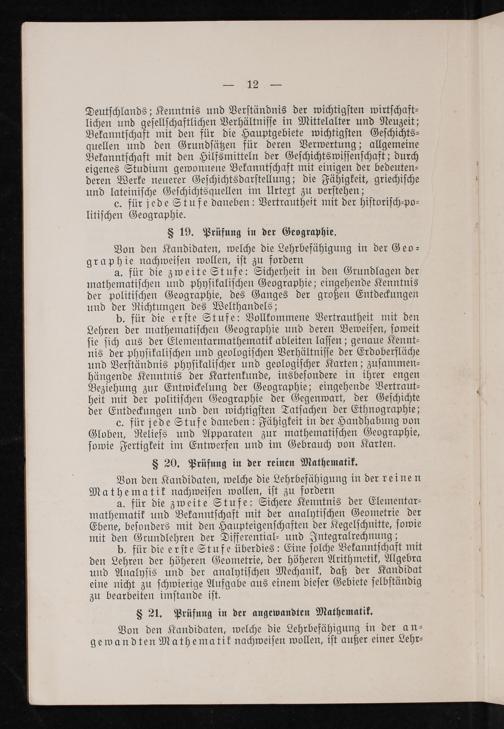 — 12 —
Deutschlands; Kenntnis und Verständnis der wichtigsten wirtschaft-
lichen und gesellschaftlichen Verhältnisse in Mittelalter und Neuzeit;
Bekanntschaft mit den für die Hauptgebiete wichtigsten Geschichts-
quellen und den Grundsätzen für deren Verwertung; allgemeine
Bekanntschaft mit den Hilfsmitteln der Geschichtswissenschaft; durch
eigenes Studium gewonnene Bekanntschaft mit einigen der bedeuten-
deren Werke neuerer Geschichtsdarstellung; die Fähigkeit, griechische
und lateinische Geschichtsquellen im Urtext zu verstehen;
c. für jede Stufe daneben: Vertrautheit mit der historisch-po-
litischen Geographie.
§ 19. Prüfung in der Geographie.
Von den Kandidaten, welche die Lehrbefähigung in der Geo-
graphie nachweisen wollen, ist zu fordern
a. für die zweite Stufe: Sicherheit in den Grundlagen der
mathematischen und physikalischen Geographie; eingehende Kenntnis
der politischen Geographie, des Ganges der großen Entdeckungen
und der Richtungen des Welthandels;
b. für die erste Stufe: Vollkommene Vertrautheit mit den
Lehren der mathematischen Geographie und deren Beweisen, soweit
sie sich aus der Elementarmathematik ableiten lassen; genaue Kennt-
nis der physikalischen und geologischen Verhältnisse der Erdoberfläche
und Verständnis physikalischer und geologischer Karten; zusammen-
hängende Kenntnis der Kartenkunde, insbesondere in ihrer engen
Beziehung zur Entwickelung der Geographie; eingehende Vertraut-
heit mit der politischen Geographie der Gegenwart, der Geschichte
der Entdeckungen und den wichtigsten Tatsachen der Ethnographie;
c. für jede Stufe daneben: Fähigkeit in der Handhabung von
Globen, Reliefs und Apparaten zur mathematischen Geographie,
sowie Fertigkeit im Entwerfen und im Gebrauch von Karten.
§ 20. Prüfung in der reinen Mathematik.
Von den Kandidaten, welche die Lehrbefähigung in der reinen
Mathematik nachweisen wollen, ist zu fordern
a. für die zweite Stufe: Sichere Kenntnis der Elementar-
mathematik und Bekanntschaft mit der analytischen Geometrie der
Ebene, besonders mit den Haupteigenschaften der Kegelschnitte, sowie
mit den Grundlehren der Differential- und Integralrechnung;
b. für die erste Stufe überdies: Eine solche Bekanntschaft mit
den Lehren der höheren Geometrie, der höheren Arithmetik, Algebra
und Analysis und der analytischen Mechanik, daß der Kandidat
eine nicht zu schwierige Aufgabe aus einem dieser Gebiete selbständig
zu bearbeiten imstande ist.
§ 21. Prüfung in der angewandten Mathematik.
Von den Kandidaten, welche die Lehrbefähigung in der an-
gewandten Mathematik nachweisen wollen, ist außer einer Lehr-